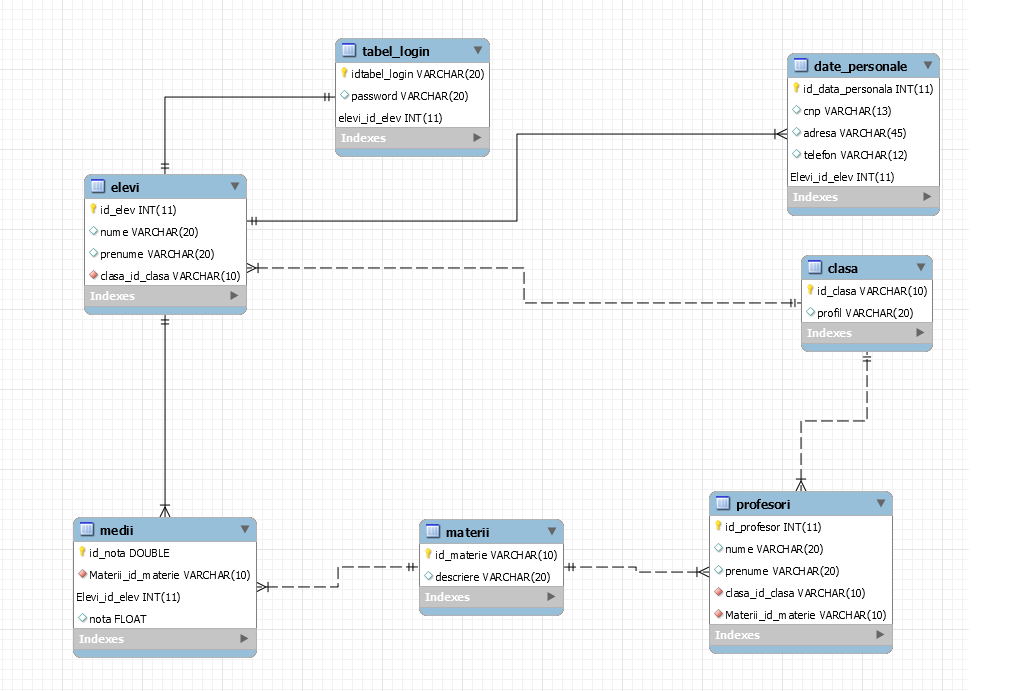 tabel_login
idtabel_login VARCHAR(20)
password VARCHAR(20)
elevi_id_elev INT(11)
Indexes
date_personale
id_data_personala INT(11)
cnp VARCHAR(13)
adresa VARCHAR(45)
telefon VARCHAR(12)
Elevi_id_elev INT(11)
Indexes
elevi
id_elev INT(11)
nume VARCHAR(20)
prenume VARCHAR(20)
clasa_id_clasa VARCHAR(10)
Indexes
clasa
id_clasa VARCHAR(10)
profil VARCHAR(20)
Indexes
medii
id_nota DOUBLE
Materii_id_materie VARCHAR(10)
Elevi_id_elev INT(11)
nota FLOAT
Indexes
materii
id_materie VARCHAR(10)
descriere VARCHAR(20)
Indexes
profesori
id_profesor INT(11)
nume VARCHAR(20)
prenume VARCHAR(20)
clasa_id_clasa VARCHAR(10)
Materii_id_materie VARCHAR(10)
Indexes